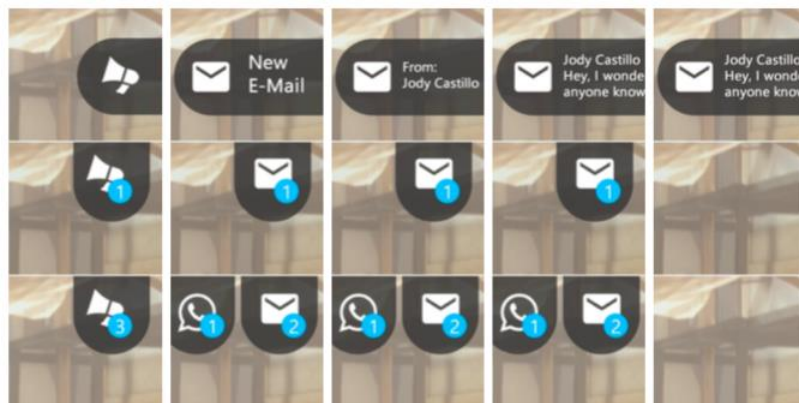 New
E-Mail
From:
Jody Castillo
Jody Castillo
Hey, I wonde
anyone know
Jody Castillo
Hey, I wonde
anyone know
1
1
1
1
3
1
2
1
2
1
2